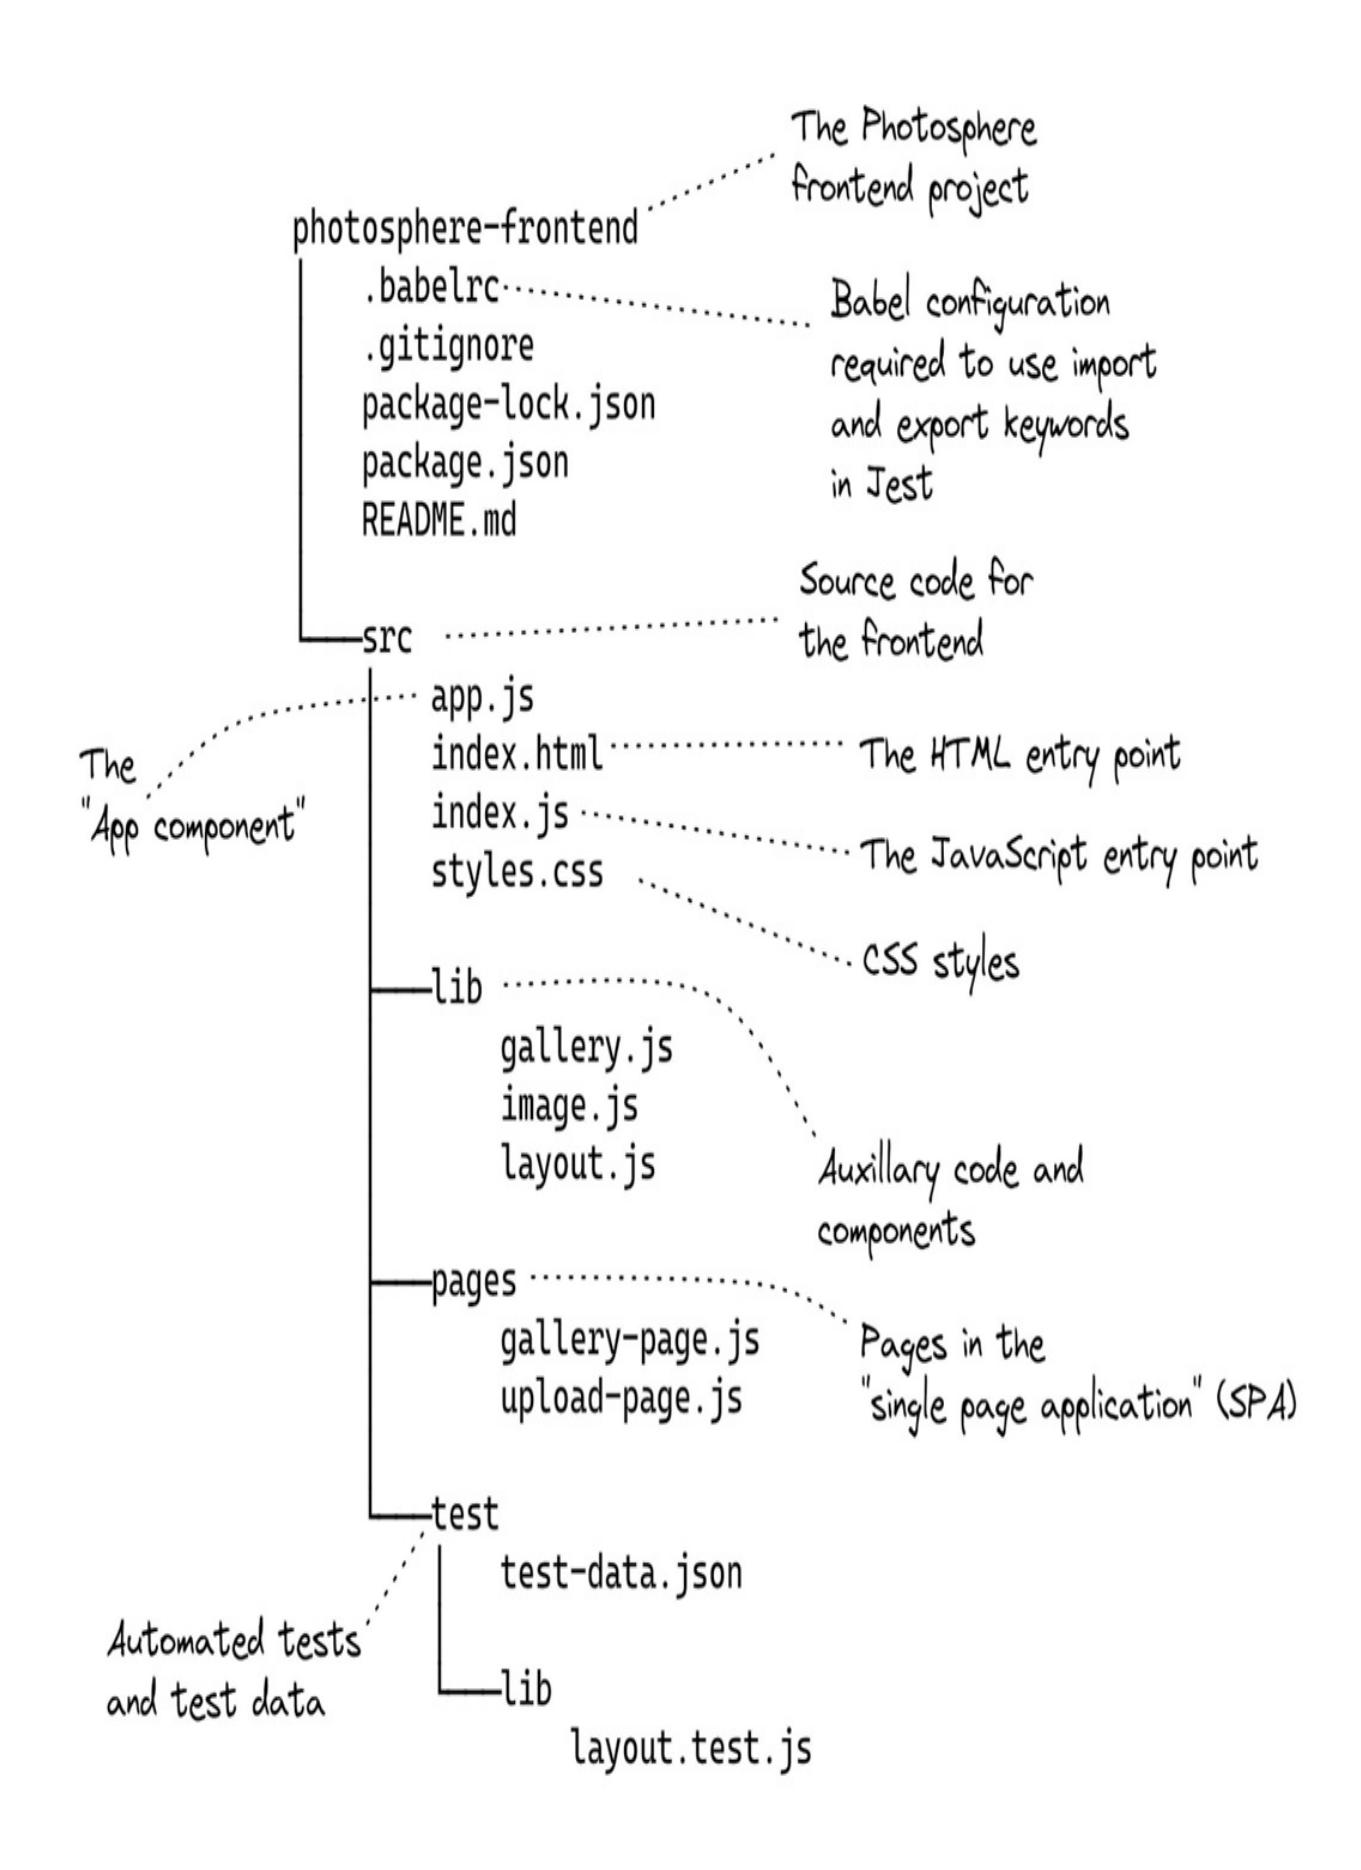 The Photosphere
frontend project
photosphere-frontend
.babelrc
Babel configuration
required to use import
and export keywords
in Jest
.gitignore
package-lock.json
package.json
README.md
Source code for
the frontend
src
app.js
The
"App component"
index.html
The HTML entry point
index.js
The JavaScript entry point
styles.css
CSS styles
lib
gallery.js
image.js
layout.js
Auxillary code and
components
pages
gallery-page.js
upload-page.js
Pages in the
"single page application" (SPA)
test
test-data.json
Automated tests
and test data
lib
layout.test.js